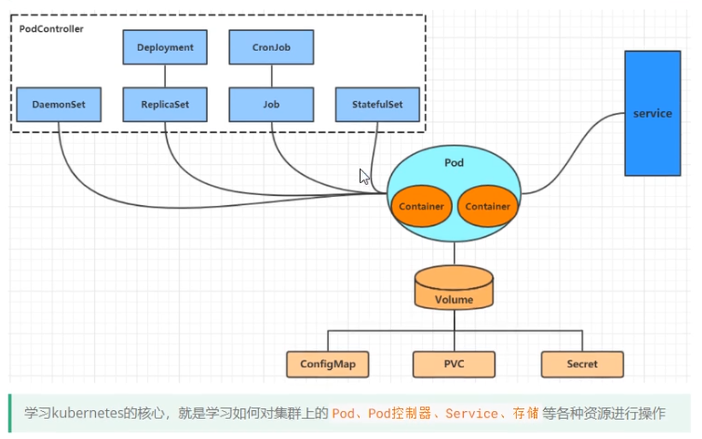 PodController
Deployment
CronJob
DaemonSet
ReplicaSet
Job
StatefulSet
service
Pod
Container
Container
Volume
ConfigMap
PVC
Secret
学习kubernetes的核心，就是学习如何对集群上的Pod、Pod控制器、Service、存储等各种资源进行操作